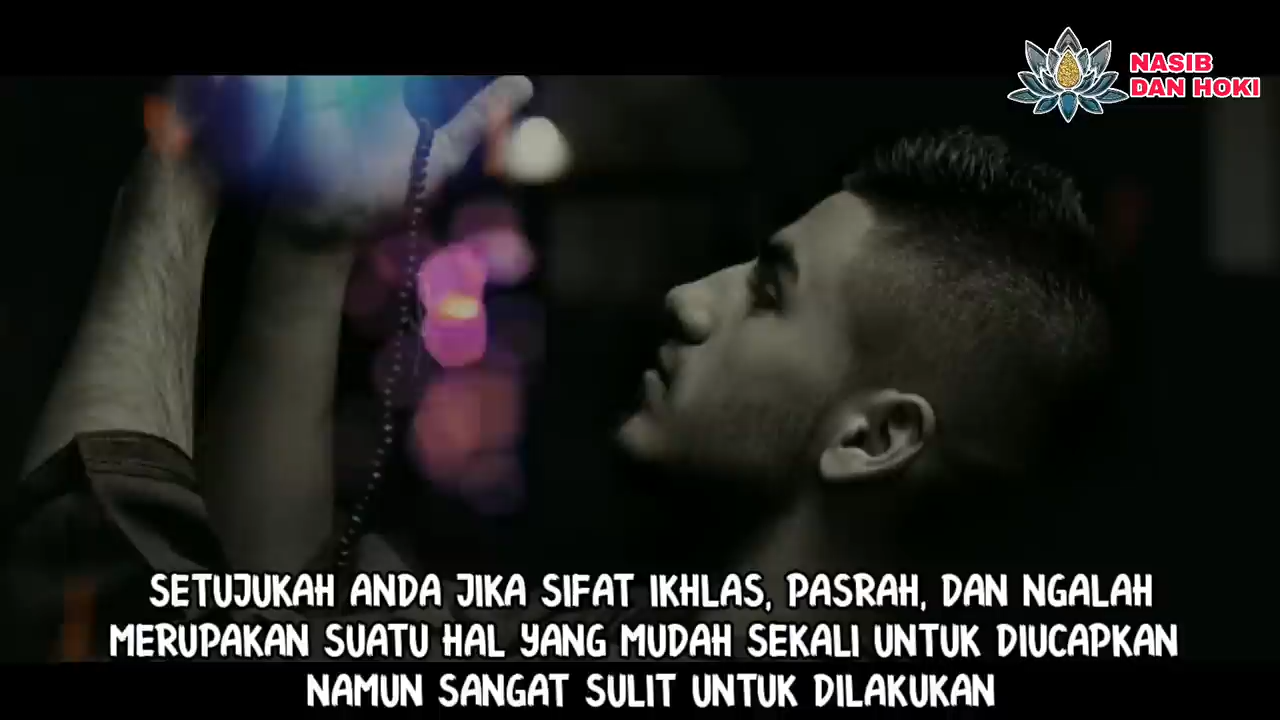 NASIB
DAN HOKI
SETUJUKAH ANDA JIKA SIFAT IKHLAS, PASRAH, DAN NGALAH
MERUPAKAN SUATU HAL YANG MUDAH SEKALI UNTUK DIUCAPKAN
NAMUN SANGAT SULIT UNTUK DILAKUKAN